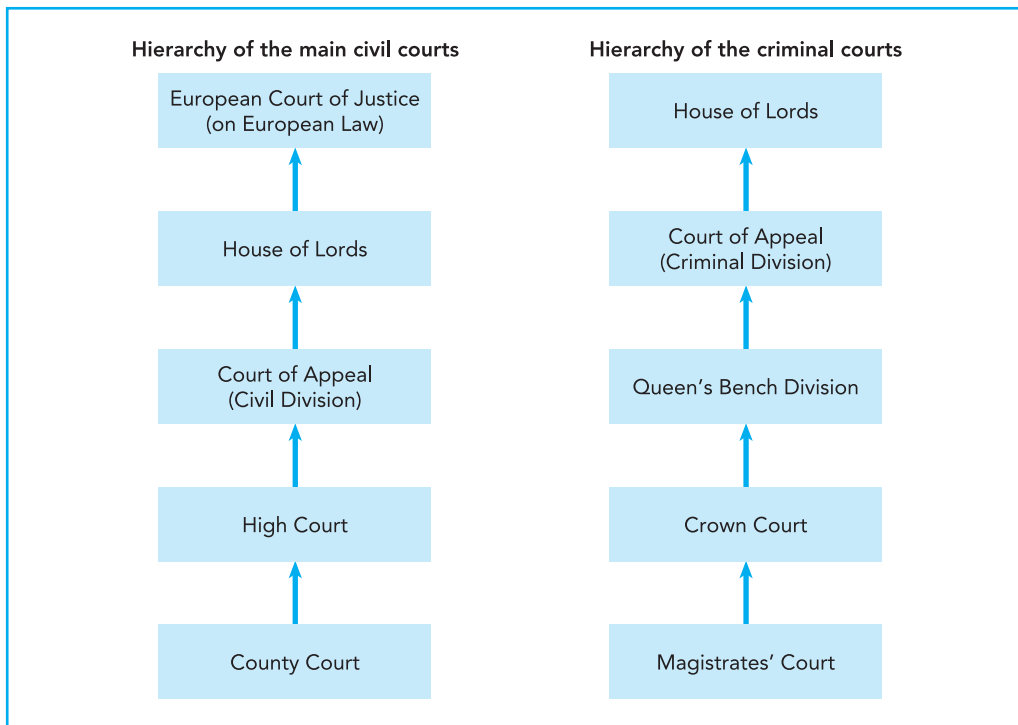 Hierarchy of the main civil courts
European Court of Justice
(on European Law)
House of Lords
Court of Appeal
(Civil Division)
High Court
County Court
Hierarchy of the criminal courts
House of Lords
Court of Appeal
(Criminal Division)
Queen's Bench Division
Crown Court
Magistrates' Court